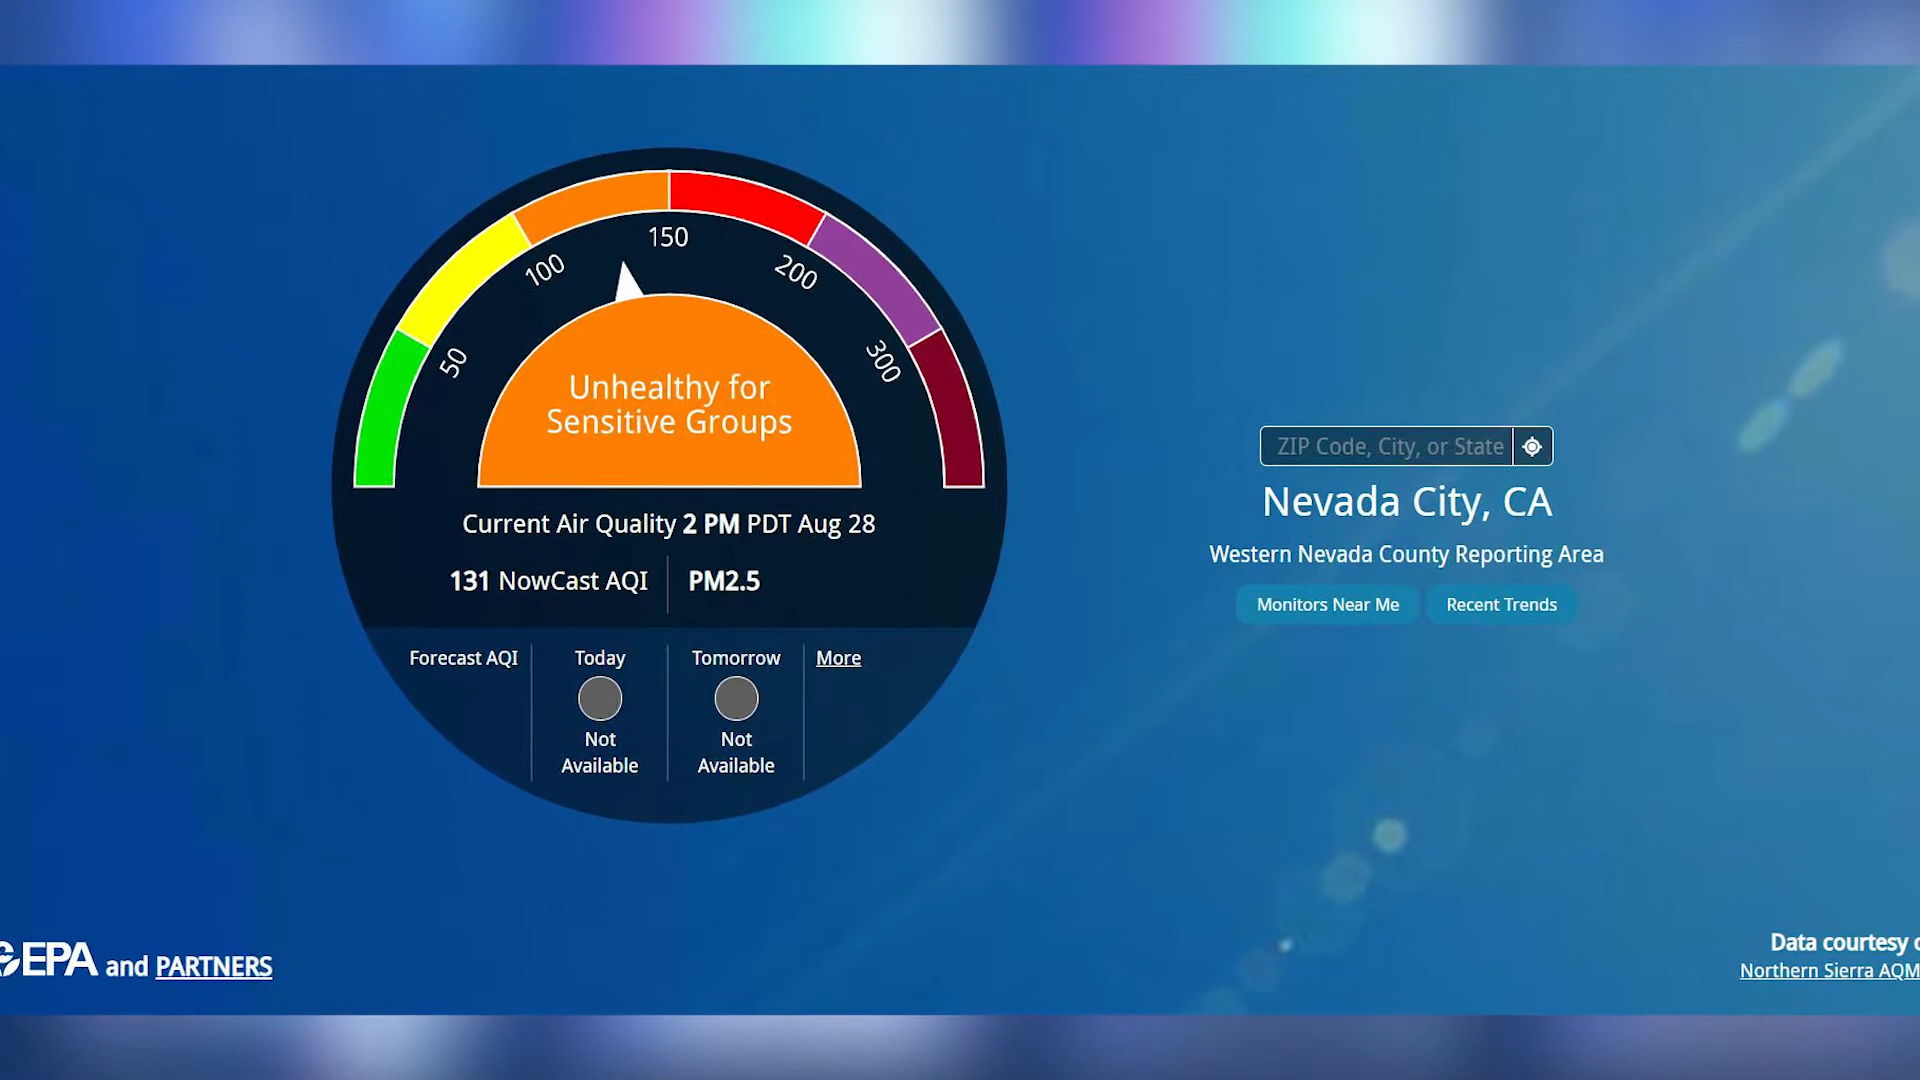 50
100
150
200
300
Unhealthy for
Sensitive Groups
Current Air Quality 2 PM PDT Aug 28
131 NowCast AQI
PM2.5
Forecast AQI
Today
Not
Available
Tomorrow
Not
Available
More
ZIP Code, City, or State
Nevada City, CA
Western Nevada County Reporting Area
Monitors Near Me
Recent Trends
EPA and PARTNERS
Data courtesy
Northern Sierra AQM